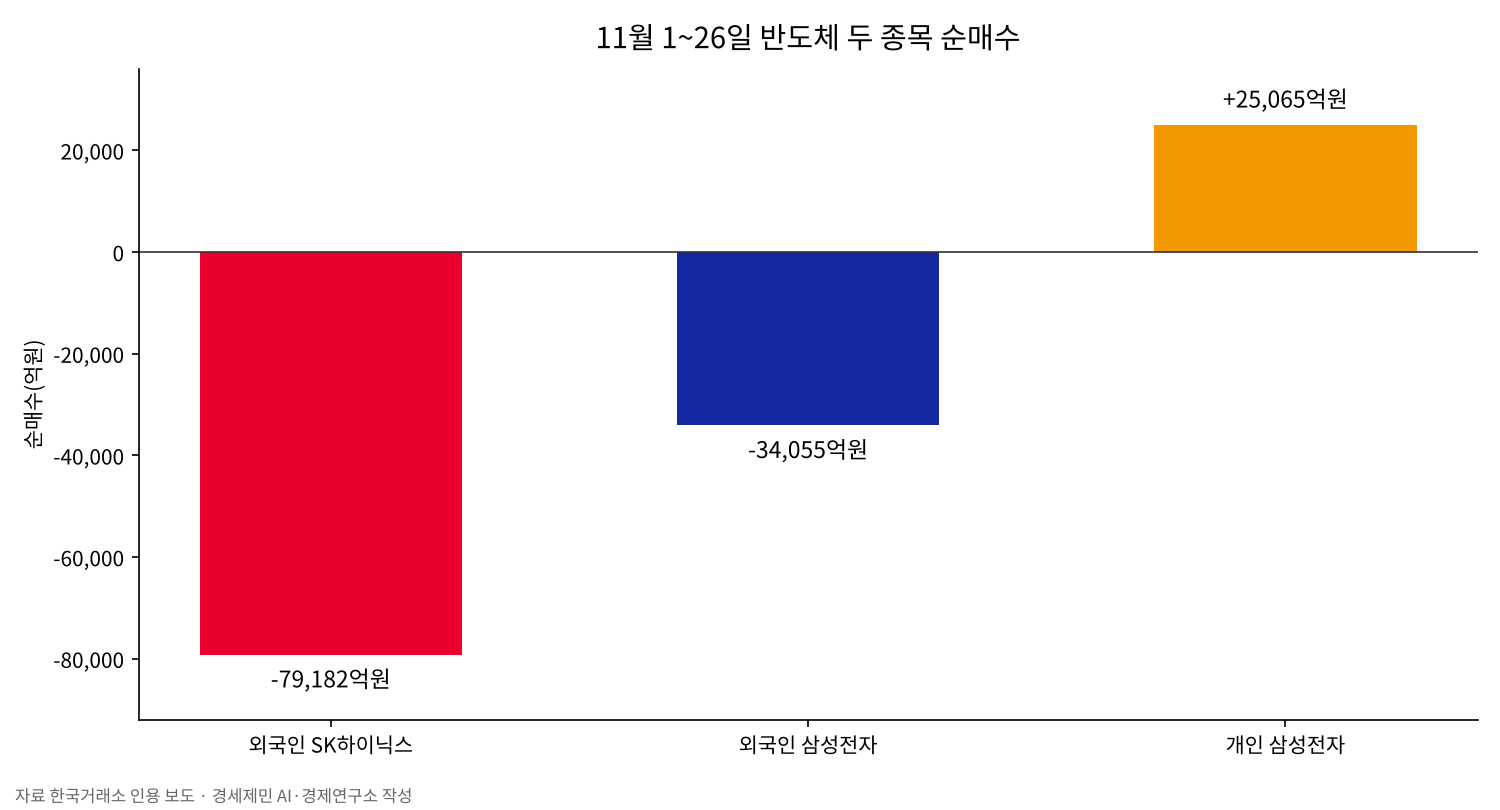 11월 1~26일 반도체 두 종목 순매수
순매수(억원)
20,000
0
-20,000
-40,000
-60,000
-80,000
+25,065억원
-34,055억원
-79,182억원
외국인 SK하이닉스
외국인 삼성전자
개인 삼성전자
자료 한국거래소 인용 보도 · 경세제민 AI·경제연구소 작성